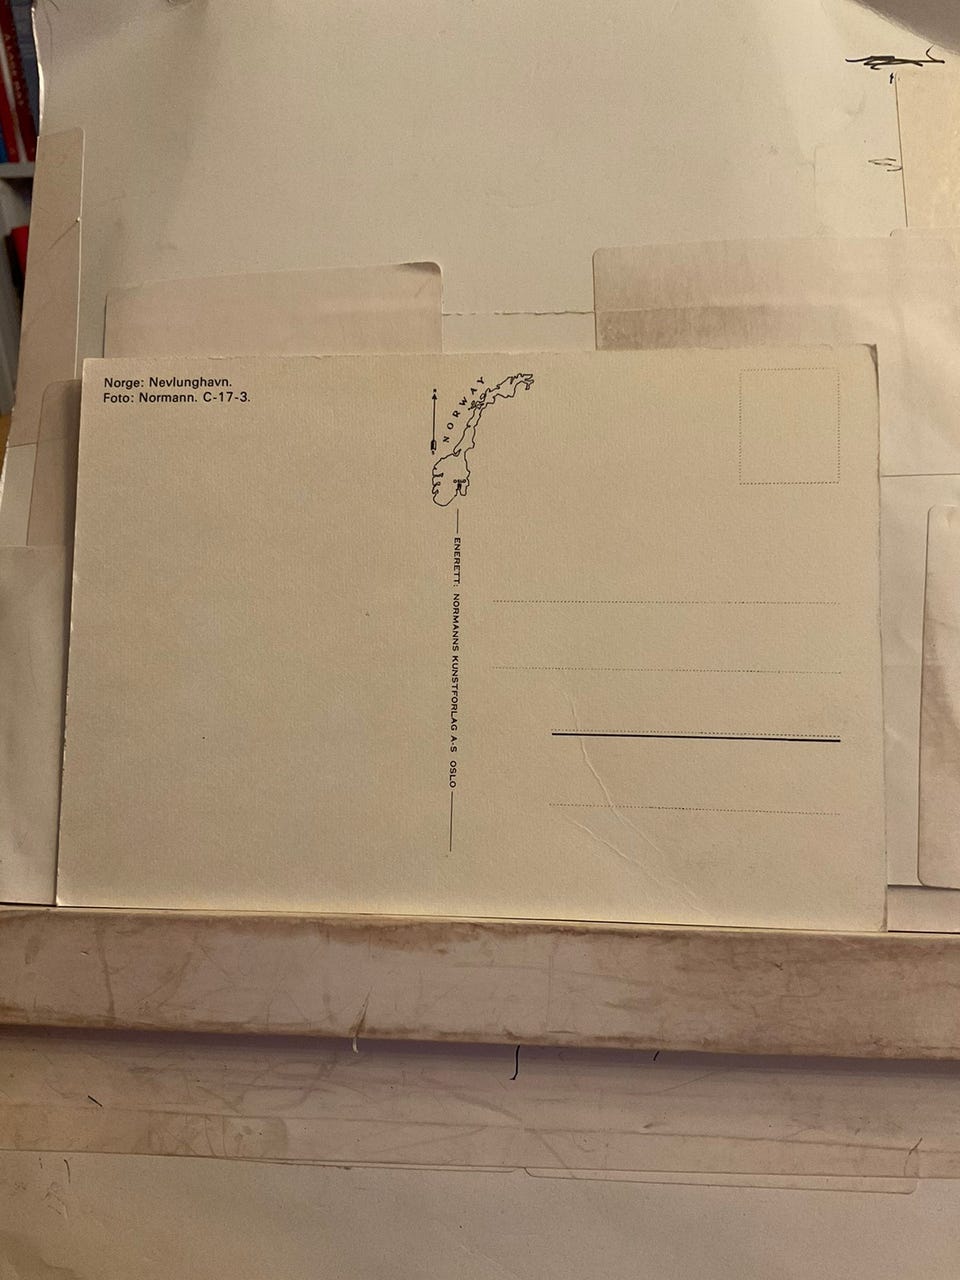 Norge: Nevlunghavn.
Foto: Normann. C-17-3.
NORWAY
ENERETT: NORMANNS KUNSTFORLAG A-S OSLO